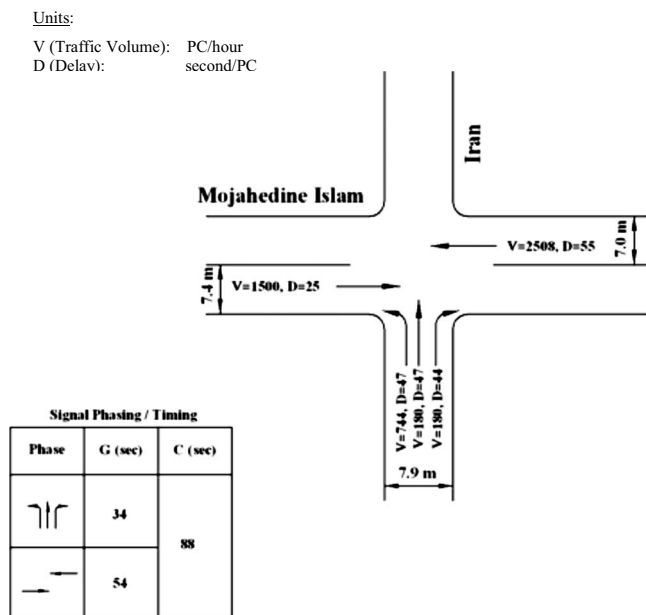 Units:
V (Traffic Volume): PC/hour
D (Delay): second/PC
Iran
Mojahedine Islam
V=2508, D=55
7.0 m
7.4 m
V=1500, D=25
V=744, D=47
V=180, D=47
V=180, D=44
7.9 m
Signal Phasing / Timing
Phase G (sec) C (sec)
34
88
54